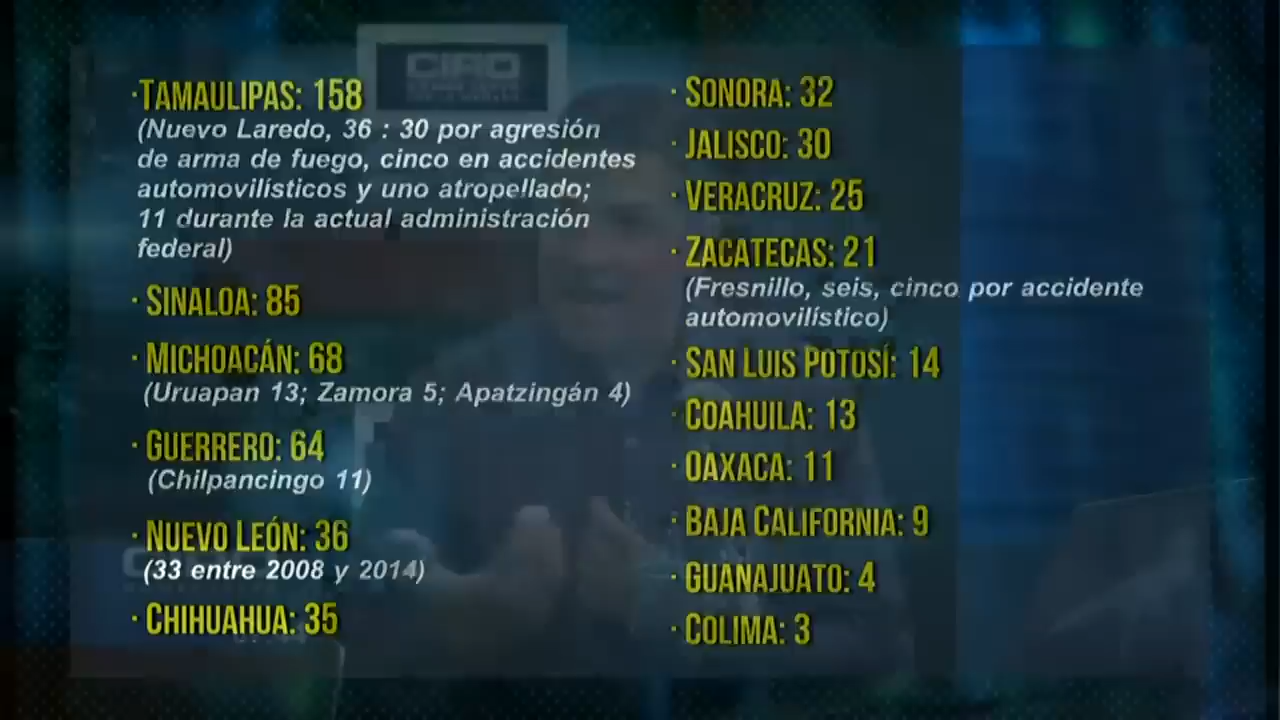 CIRO
·TAMAULIPAS: 158
(Nuevo Laredo, 36 : 30 por agresión
de arma de fuego, cinco en accidentes
automovilísticos y uno atropellado;
11 durante la actual administración
federal)
· SINALOA: 85
· MICHOACÁN: 68
(Uruapan 13; Zamora 5; Apatzingán 4)
· GUERRERO: 64
(Chilpancingo 11)
· NUEVO LEÓN: 36
(33 entre 2008 y 2014)
· CHIHUAHUA: 35
· SONORA: 32
· JALISCO: 30
· VERACRUZ: 25
· ZACATECAS: 21
(Fresnillo, seis, cinco por accidente
automovilístico)
· SAN LUIS POTOSÍ: 14
· COAHUILA: 13
· OAXACA: 11
· BAJA CALIFORNIA: 9
· GUANAJUATO: 4
· COLIMA: 3